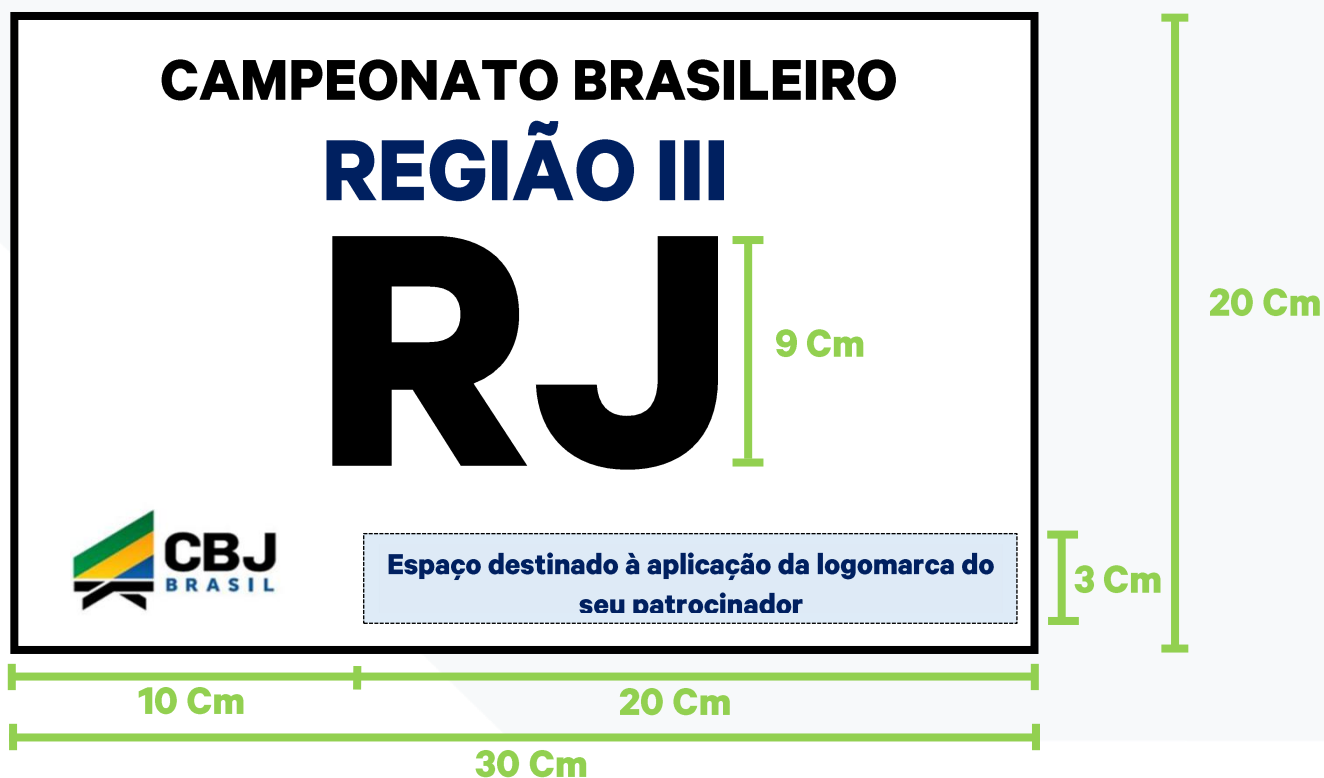 CAMPEONATO BRASILEIRO
REGIÃO III
RJ
9 Cm
20 Cm
CBJ
BRASIL
Espaço destinado à aplicação da logomarca do
seu patrocinador
3 Cm
10 Cm
20 Cm
30 Cm